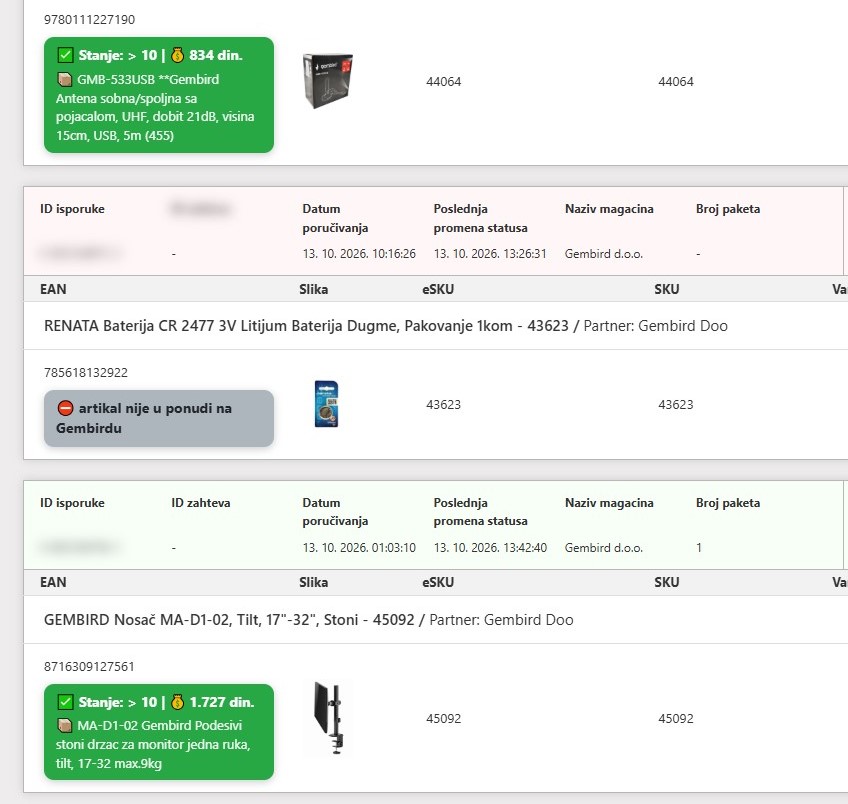 9780111227190
Stanje: > 10 | 834 din.
GMB-533USB **Gembird
Antena sobna/spoljna sa
pojacalom, UHF, dobit 21dB, visina
15cm, USB, 5m (455)
44064 44064
ID isporuke Datum poručivanja Poslednja promena statusa Naziv magacina Broj paketa
- 13. 10. 2026. 10:16:26 13. 10. 2026. 13:26:31 Gembird d.o.o. -
EAN Slika eSKU SKU Va
RENATA Baterija CR 2477 3V Litijum Baterija Dugme, Pakovanje 1kom - 43623 / Partner: Gembird Doo
785618132922
artikal nije u ponudi na
Gembirdu
43623 43623
ID isporuke ID zahteva Datum poručivanja Poslednja promena statusa Naziv magacina Broj paketa
- 13. 10. 2026. 01:03:10 13. 10. 2026. 13:42:40 Gembird d.o.o. 1
EAN Slika eSKU SKU Va
GEMBIRD Nosač MA-D1-02, Tilt, 17"-32", Stoni - 45092 / Partner: Gembird Doo
8716309127561
Stanje: > 10 | 1.727 din.
MA-D1-02 Gembird Podesivi
stoni drzac za monitor jedna ruka,
tilt, 17-32 max.9kg
45092 45092